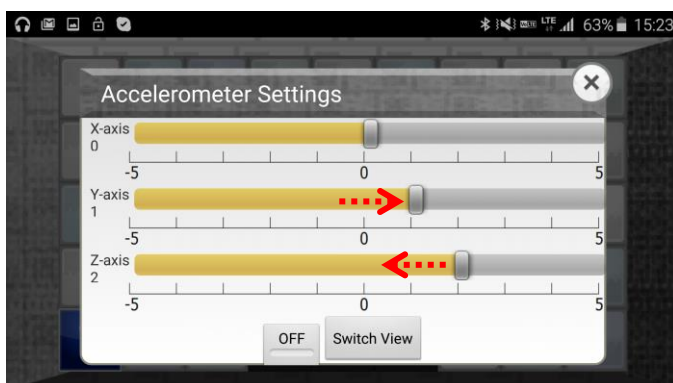 63% 15:23
Accelerometer Settings
X-axis
0
-5 0 5
Y-axis
1
-5 0 5
Z-axis
2
-5 0 5
OFF Switch View